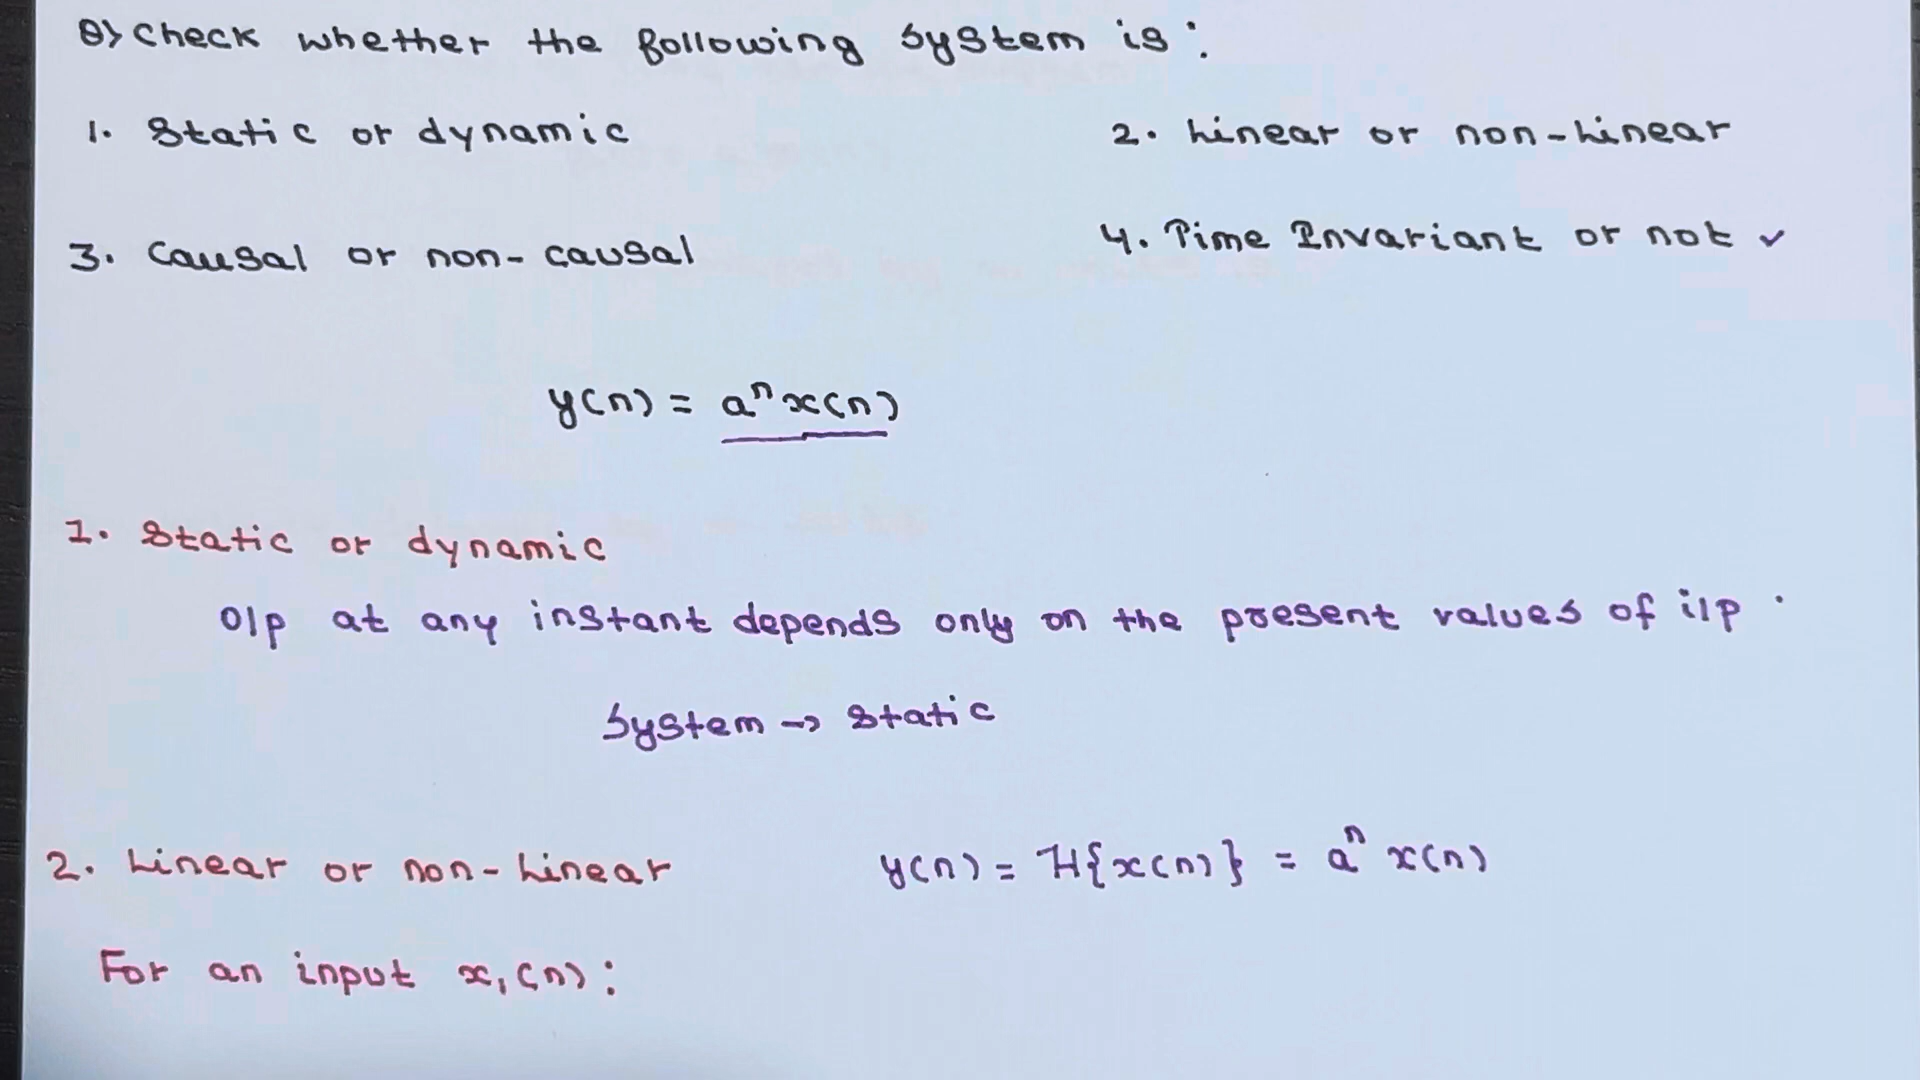 Q) Check whether the following system is :
1. Static or dynamic
2. Linear or non-Linear
3. Causal or non-causal
4. Time Invariant or not ✓
y(n) = aⁿx(n)
1. Static or dynamic
O/p at any instant depends only on the present values of i/p .
System → static
2. Linear or non-Linear
y(n) = H{x(n)} = aⁿ x(n)
For an input x₁(n):